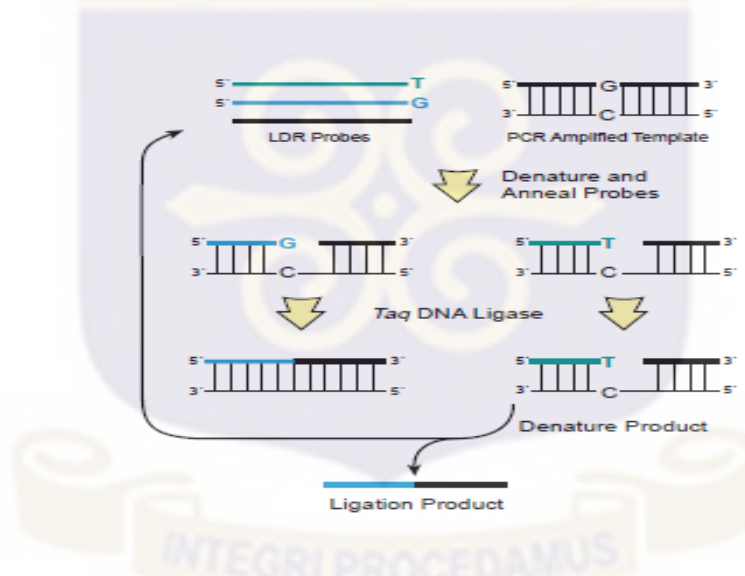 5´ T
5´ G
LDR Probes
5´ G 3´
3´ C 5´
PCR Amplified Template
Denature and
Anneal Probes
5´ G 3´
3´ C 5´
5´ T 3´
3´ C 5´
Taq DNA Ligase
5´ 3´
3´ 5´
5´ T 3´
3´ C 5´
Denature Product
Ligation Product
INTEGRI PROCEDAMUS